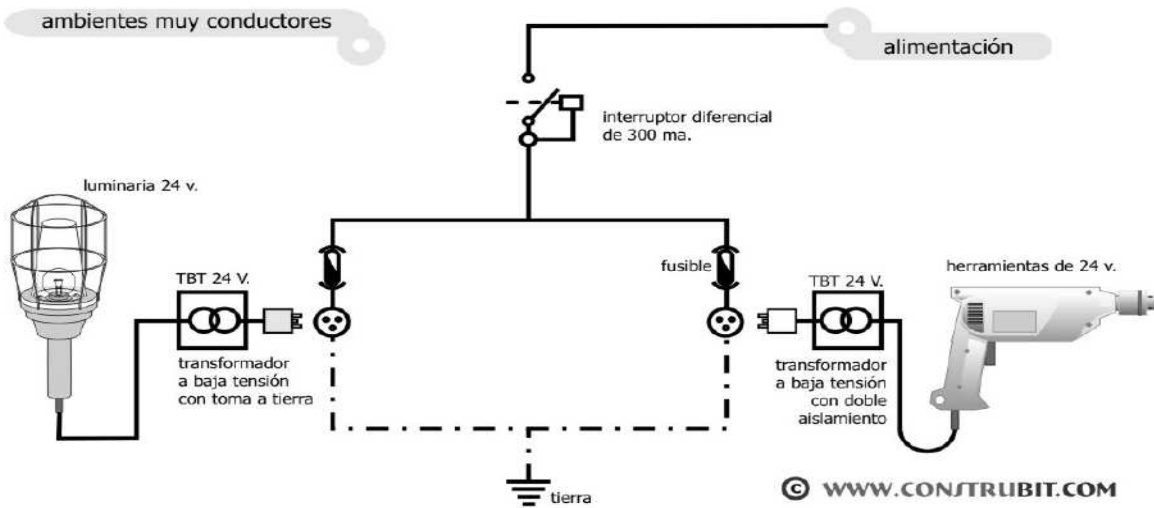 ambientes muy conductores
alimentación
interruptor diferencial
de 300 ma.
luminaria 24 v.
TBT 24 V.
transformador
a baja tensión
con toma a tierra
fusible
TBT 24 V.
transformador
a baja tensión
con doble
aislamiento
herramientas de 24 v.
tierra
© WWW.CONSTRUBIT.COM